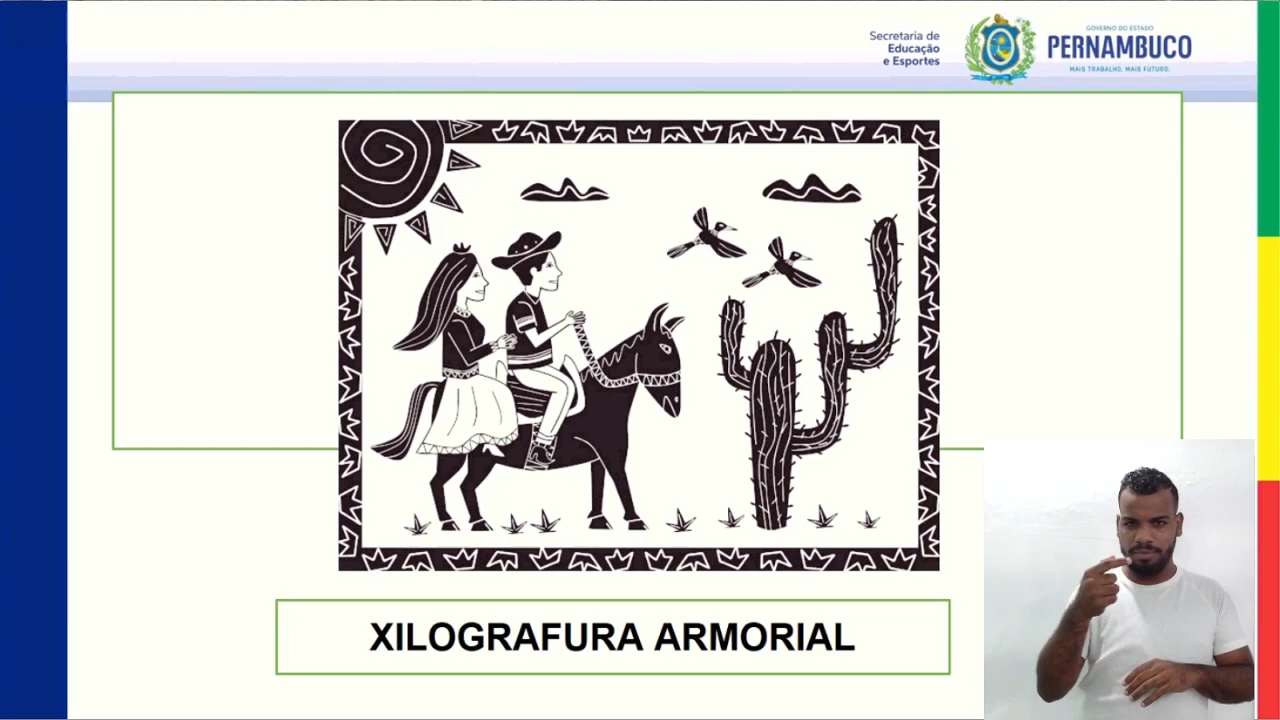 Secretaria de
Educação
e Esportes
GOVERNO DO ESTADO
PERNAMBUCO
MAIS TRABALHO, MAIS FUTURO.
XILOGRAFURA ARMORIAL